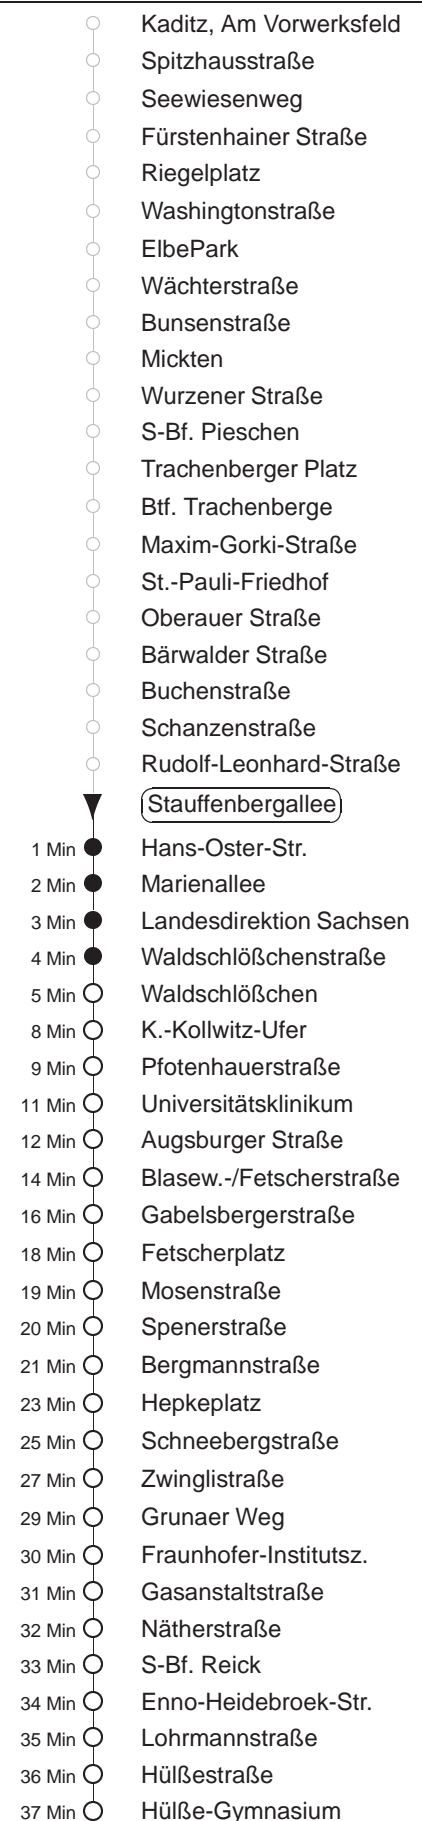 Kaditz, Am Vorwerksfeld
Spitzhausstraße
Seewiesenweg
Fürstenhainer Straße
Riegelplatz
Washingtonstraße
ElbePark
Wächterstraße
Bunsenstraße
Mickten
Wurzener Straße
S-Bf. Pieschen
Trachenberger Platz
Btf. Trachenberge
Maxim-Gorki-Straße
St.-Pauli-Friedhof
Oberauer Straße
Bärwalder Straße
Buchenstraße
Schanzenstraße
Rudolf-Leonhard-Straße
Stauffenbergallee
1 Min Hans-Oster-Str.
2 Min Marienallee
3 Min Landesdirektion Sachsen
4 Min Waldschlößchenstraße
5 Min Waldschlößchen
8 Min K.-Kollwitz-Ufer
9 Min Pfotenhauerstraße
11 Min Universitätsklinikum
12 Min Augsburger Straße
14 Min Blasew.-/Fetscherstraße
16 Min Gabelsbergerstraße
18 Min Fetscherplatz
19 Min Mosenstraße
20 Min Spenerstraße
21 Min Bergmannstraße
23 Min Hepkeplatz
25 Min Schneebergstraße
27 Min Zwinglistraße
29 Min Grunaer Weg
30 Min Fraunhofer-Institutsz.
31 Min Gasanstaltstraße
32 Min Nätherstraße
33 Min S-Bf. Reick
34 Min Enno-Heidebroek-Str.
35 Min Lohrmannstraße
36 Min Hülßestraße
37 Min Hülße-Gymnasium